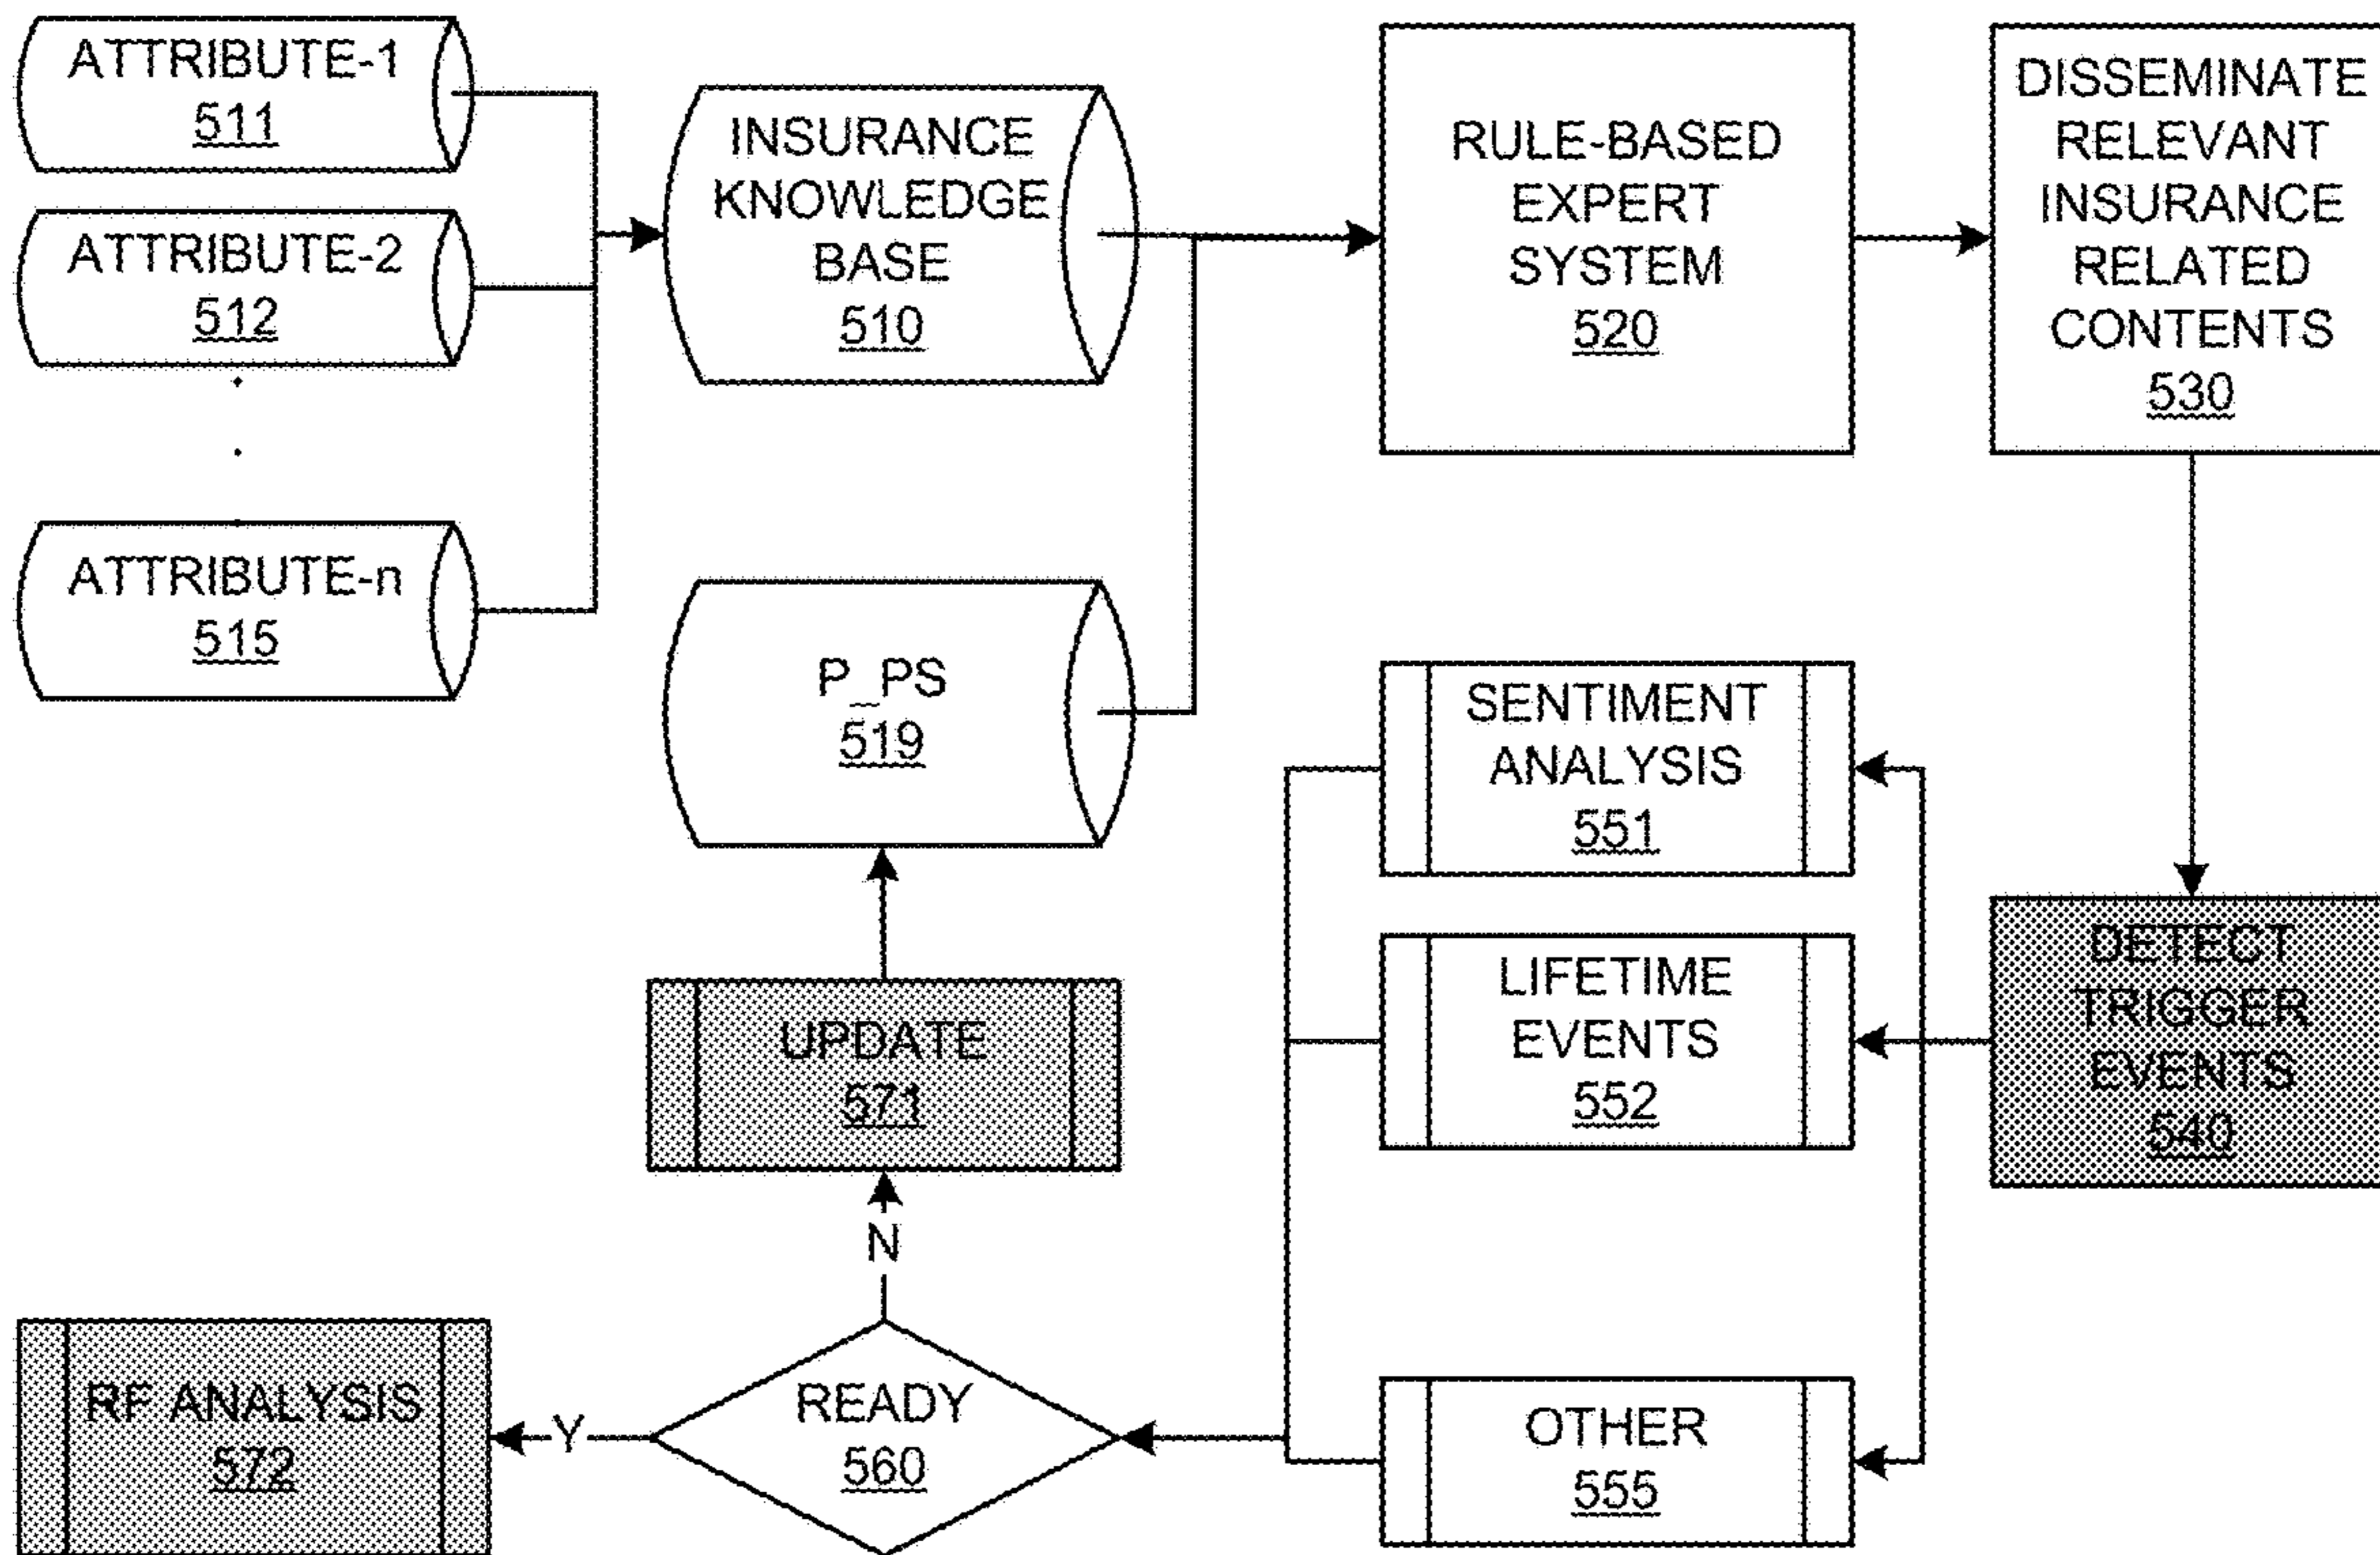 ATTRIBUTE-1
511
ATTRIBUTE-2
512
ATTRIBUTE-n
515
INSURANCE
KNOWLEDGE
BASE
510
RULE-BASED
EXPERT
SYSTEM
520
DISSEMINATE
RELEVANT
INSURANCE
RELATED
CONTENTS
530
P_PS
519
SENTIMENT
ANALYSIS
551
LIFETIME
EVENTS
552
OTHER
555
DETECT
TRIGGER
EVENTS
540
UPDATE
571
N
READY
560
Y
RF ANALYSIS
572